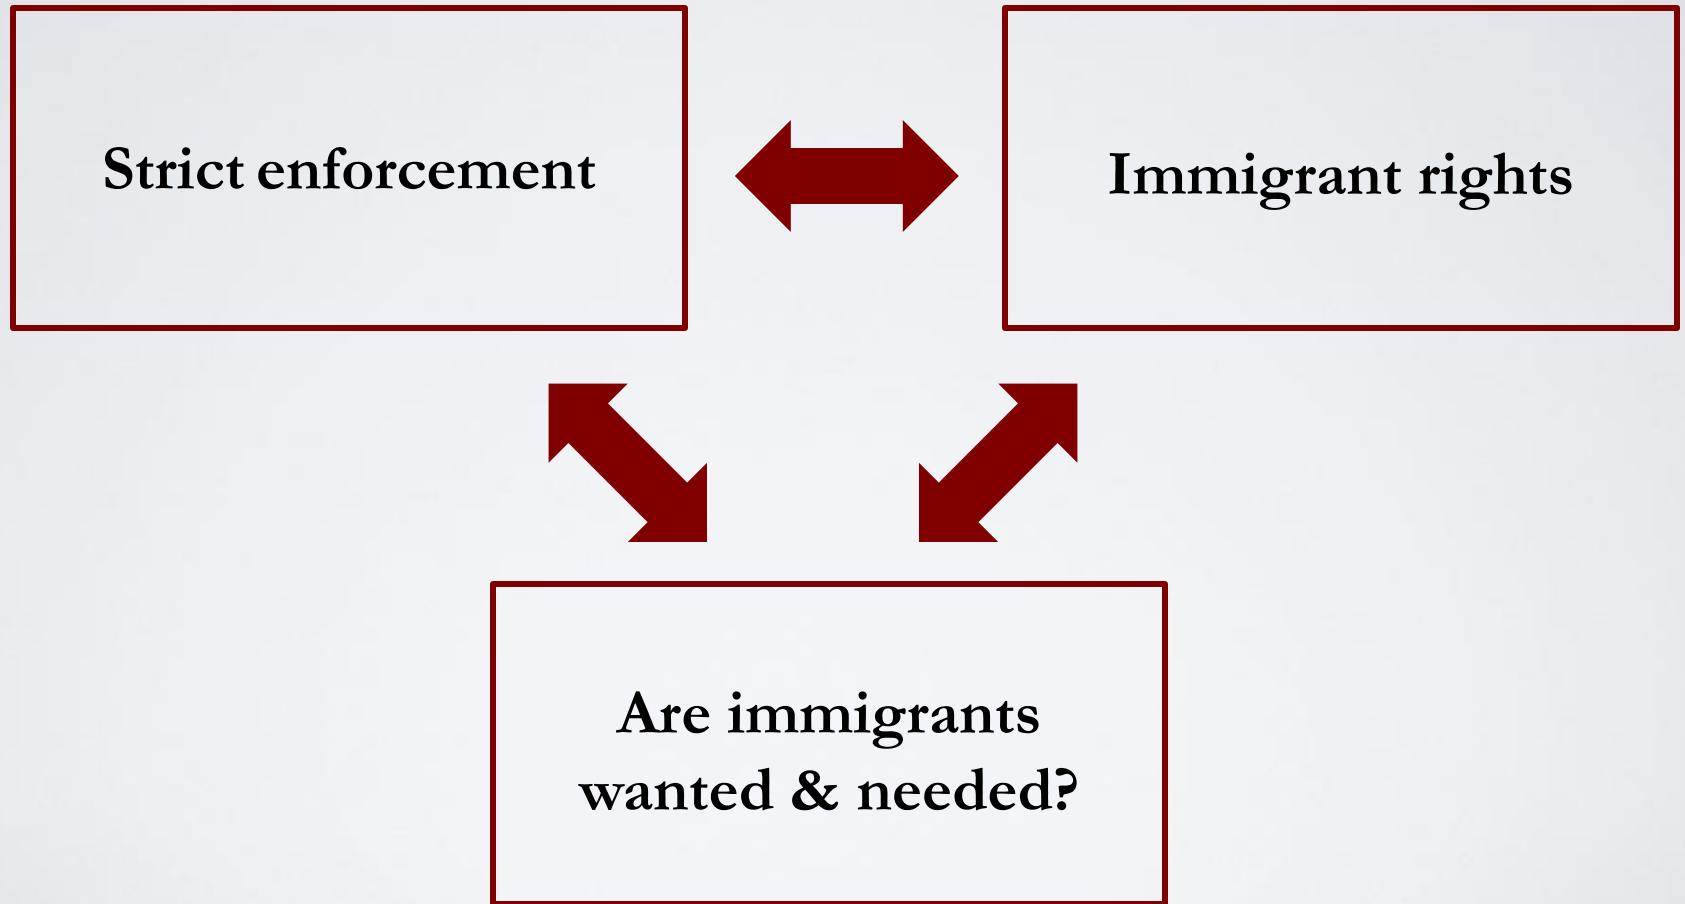 Strict enforcement
Immigrant rights
Are immigrants
wanted & needed?